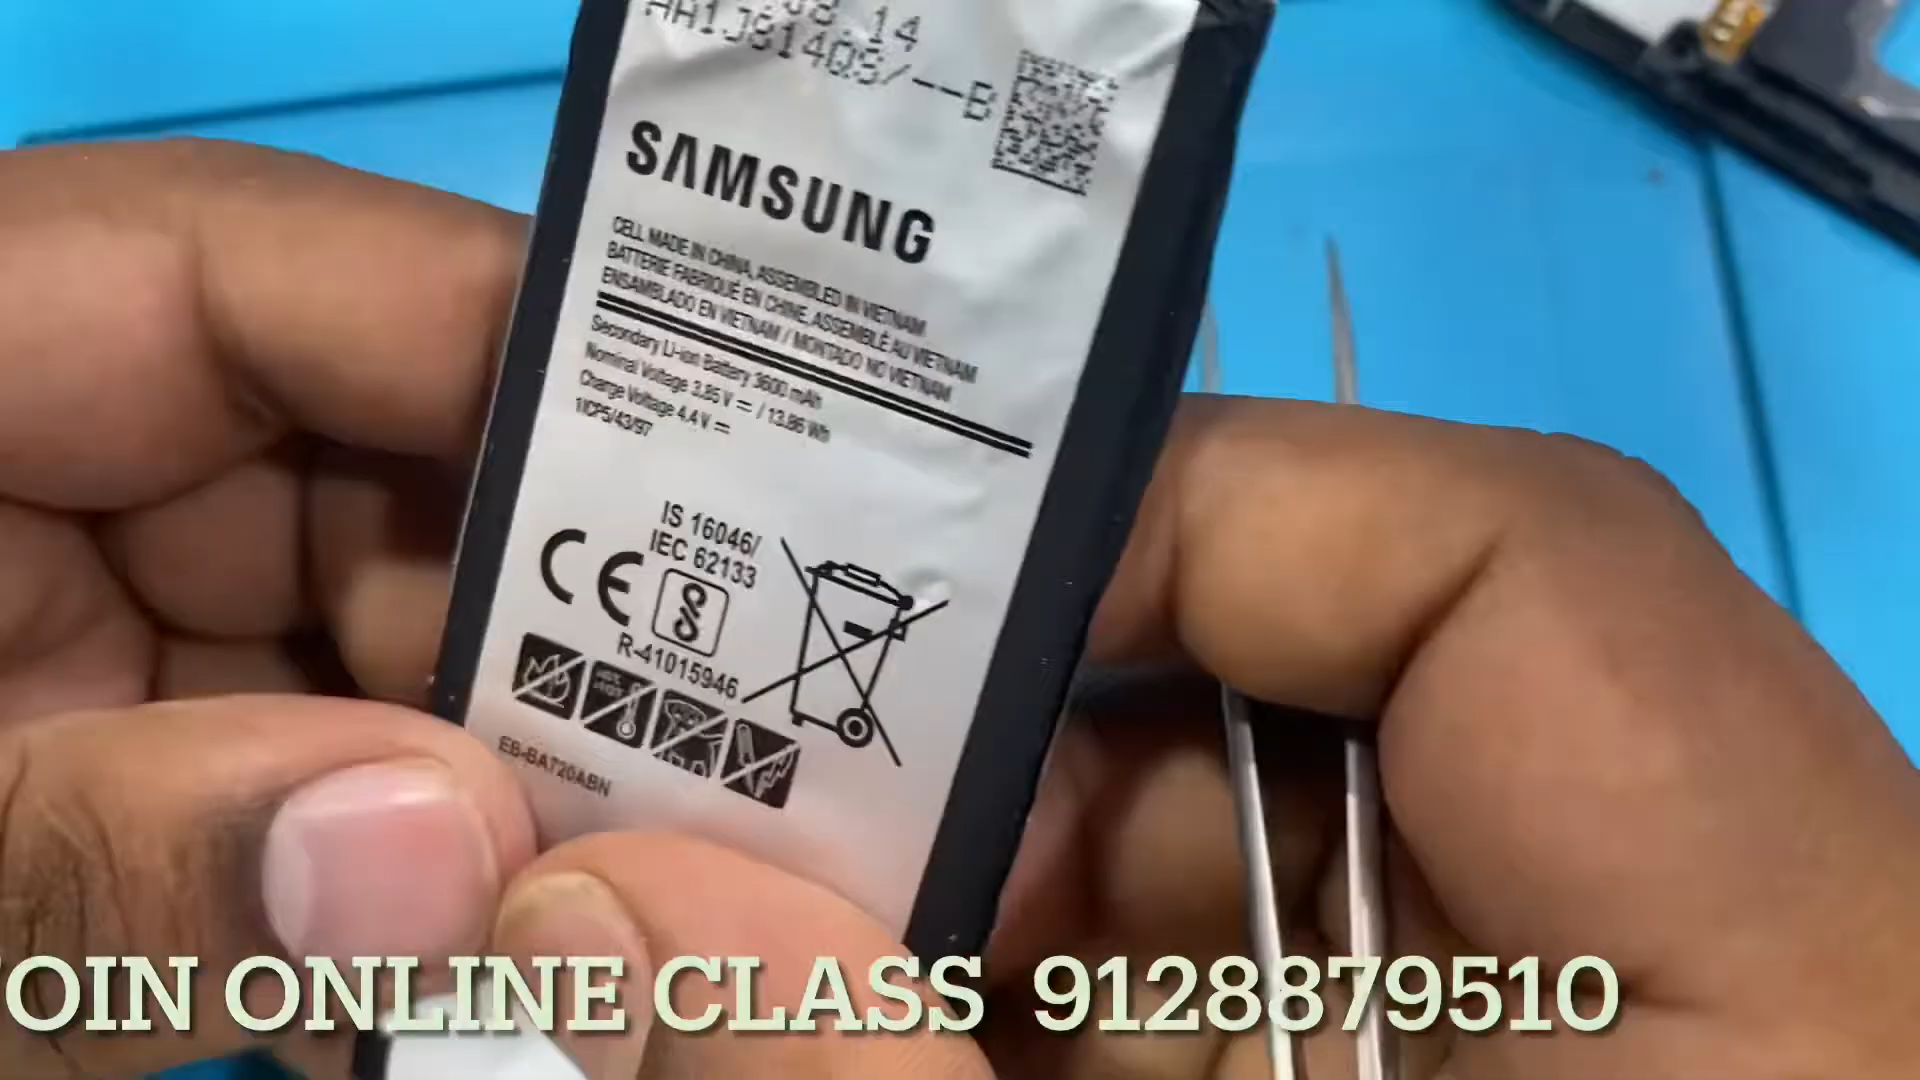 14
AH1J814QS/--B
SAMSUNG
CELL MADE IN CHINA, ASSEMBLED IN VIETNAM
BATTERIE FABRIQUÉ EN CHINE, ASSEMBLÉ AU VIETNAM
ENSAMBLADO EN VIETNAM / MONTADO NO VIETNAM
Secondary Li-ion Battery 3600 mAh
Nominal Voltage 3.85 V ⎓ / 13.86 Wh
Charge Voltage 4.4 V ⎓
1ICP5/43/97
IS 16046/
IEC 62133
CE
R-41015946
EB-BA720ABN
JOIN ONLINE CLASS 9128879510